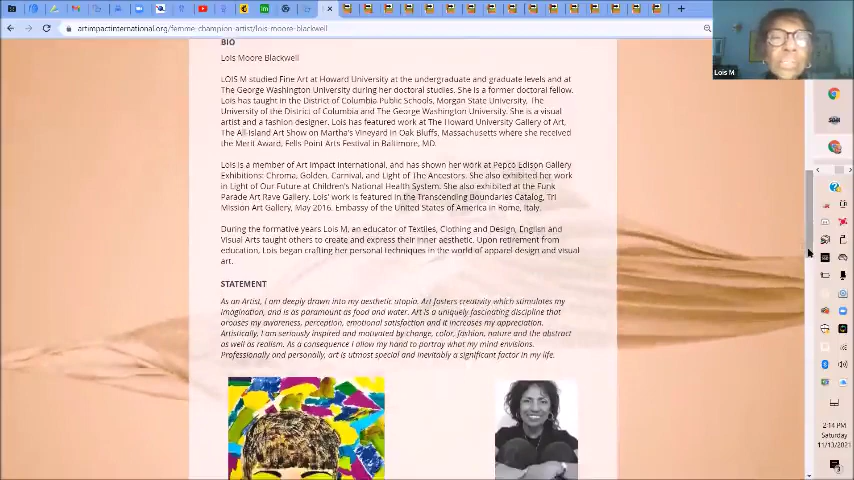 artimpactinternational.org/femme-champion-artist/lois-moore-blackwell
BIO
Lois Moore Blackwell
LOIS M studied Fine Art at Howard University at the undergraduate and graduate levels and at
The George Washington University during her doctoral studies. She is a former doctoral fellow.
Lois has taught in the District of Columbia Public Schools, Morgan State University, The
University of the District of Columbia and The George Washington University. She is a visual
artist and a fashion designer. Lois has featured work at The Howard University Gallery of Art,
The All-Island Art Show on Martha's Vineyard in Oak Bluffs, Massachusetts where she received
the Merit Award, Fells Point Arts Festival in Baltimore, MD.
Lois is a member of Art Impact International, and has shown her work at Pepco Edison Gallery
Exhibitions: Chroma, Golden, Carnival, and Light of The Ancestors. She also exhibited her work
in Light of Our Future at Children's National Health System. She also exhibited at the Funk
Parade Art Rave Gallery. Lois' work is featured in the Transcending Boundaries Catalog, Tri
Mission Art Gallery, May 2016. Embassy of the United States of America in Rome, Italy.
During the formative years Lois M, an educator of Textiles, Clothing and Design, English and
Visual Arts taught others to create and express their inner aesthetic. Upon retirement from
education, Lois began crafting her personal techniques in the world of apparel design and visual
art.
STATEMENT
As an Artist, I am deeply drawn into my aesthetic utopia. Art fosters creativity which stimulates my
imagination, and is as paramount as food and water. Art is a uniquely fascinating discipline that
arouses my awareness, perception, emotional satisfaction and it increases my appreciation.
Artistically, I am seriously inspired and motivated by change, color, fashion, nature and the abstract
as well as realism. As a consequence I allow my hand to portray what my mind envisions.
Professionally and personally, art is utmost special and inevitably a significant factor in my life.
Lois M
2:14 PM
Saturday
11/13/2021